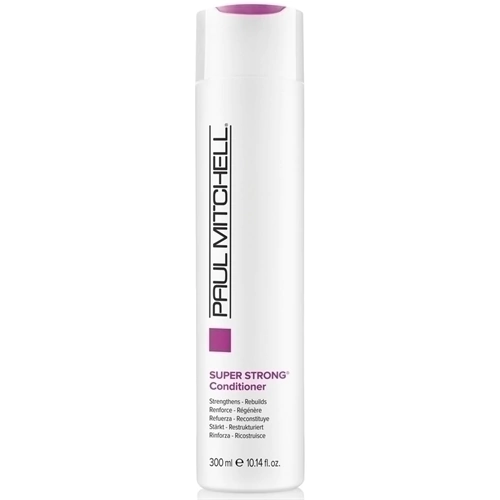 PAUL MITCHELL®
SUPER STRONG®
Conditioner
Strengthens - Rebuilds
Renforce - Régénère
Refuerza - Reconstituye
Stärkt - Restrukturiert
Rinforza - Ricostruisce
300 ml ℮ 10.14 fl. oz.